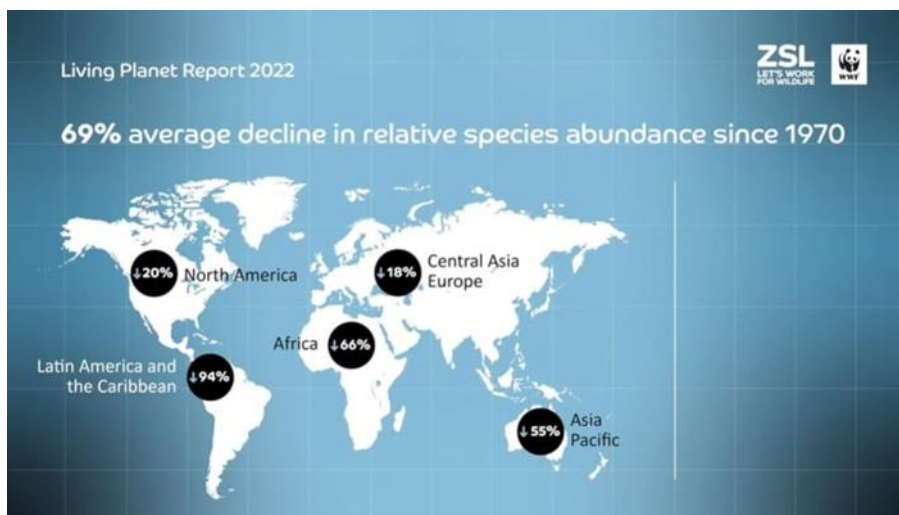 Living Planet Report 2022
ZSL
LET'S WORK
FOR WILDLIFE
WWF
69% average decline in relative species abundance since 1970
↓20% North America
↓18% Central Asia
Europe
Africa ↓66%
Latin America and
the Caribbean ↓94%
↓55% Asia
Pacific